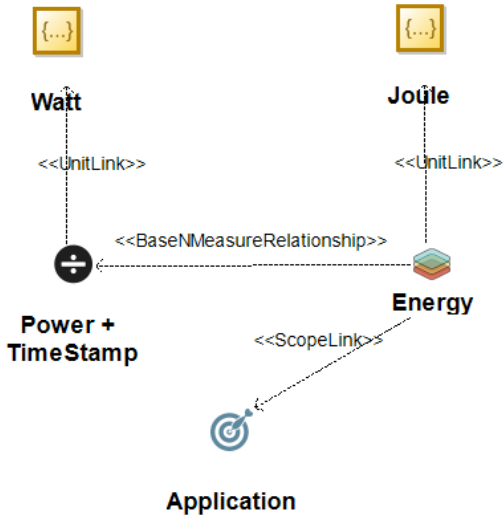 {...}
{...}
Watt
Joule
<<UnitLink>>
<<UnitLink>>
<<BaseNMeasureRelationship>>
Power +
TimeStamp
Energy
<<ScopeLink>>
Application